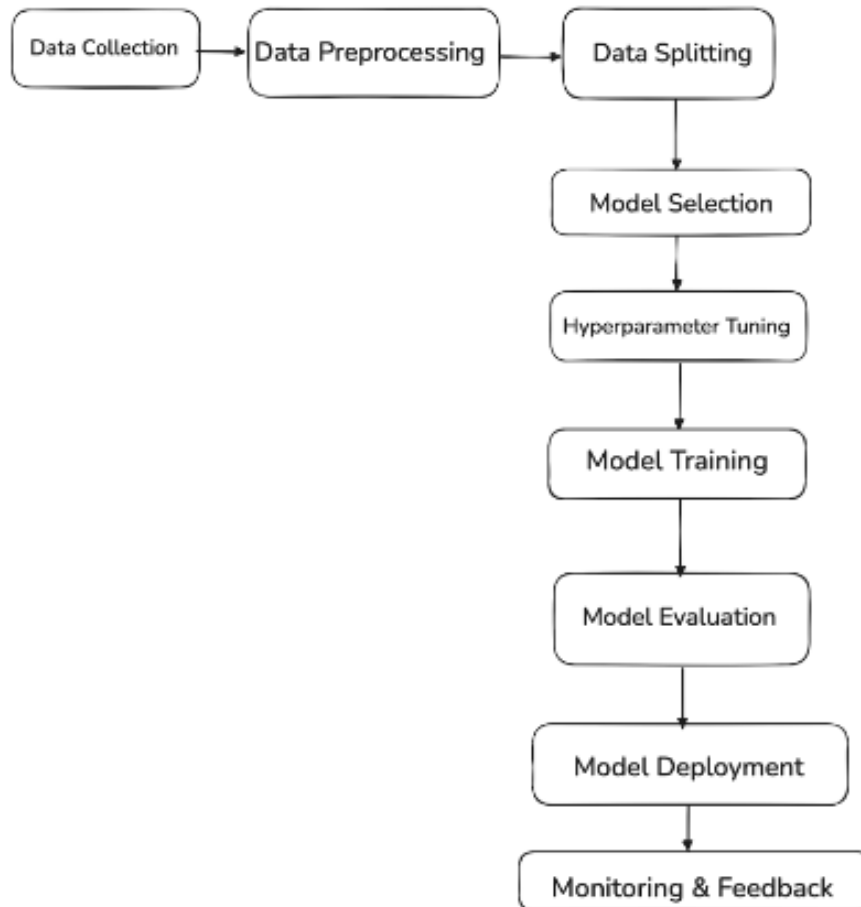 Data Collection
Data Preprocessing
Data Splitting
Model Selection
Hyperparameter Tuning
Model Training
Model Evaluation
Model Deployment
Monitoring & Feedback